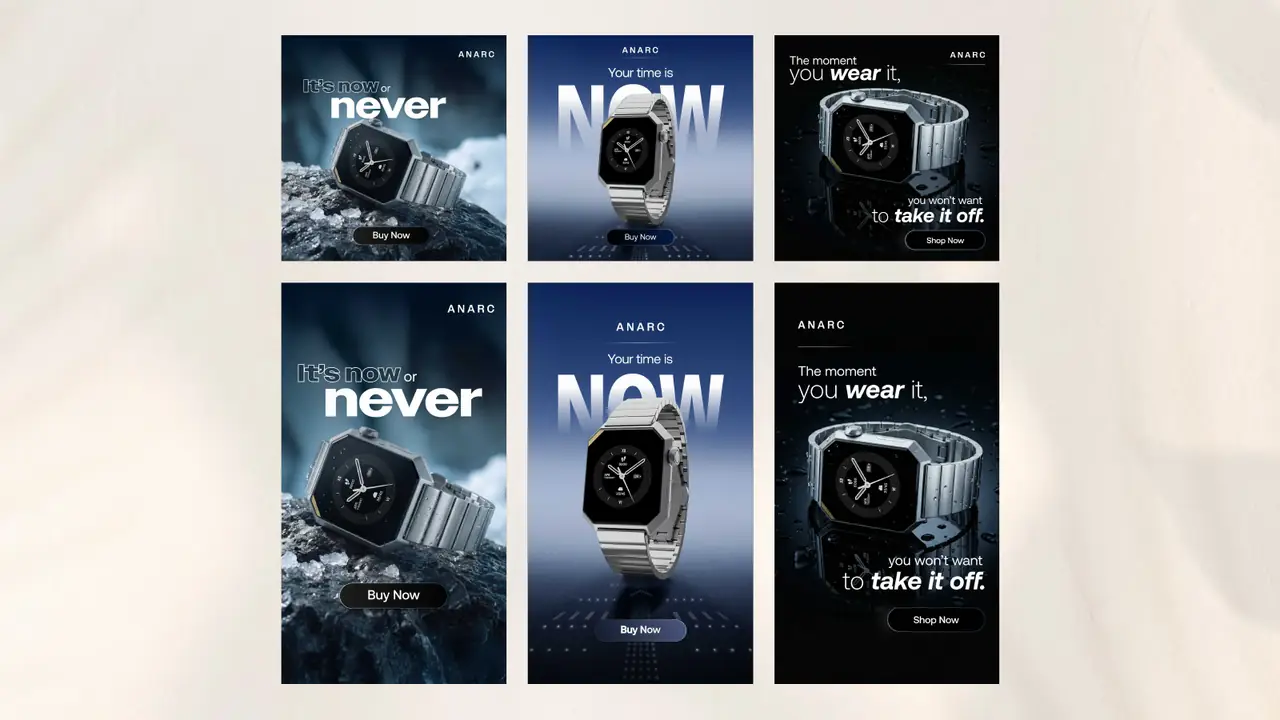 ANARC
It's now or
never
Buy Now
ANARC
Your time is
NOW
Buy Now
The moment
ANARC
you wear it,
you won't want
to take it off.
Shop Now
ANARC
It's now or
never
Buy Now
ANARC
Your time is
NOW
Buy Now
ANARC
The moment
you wear it,
you won't want
to take it off.
Shop Now